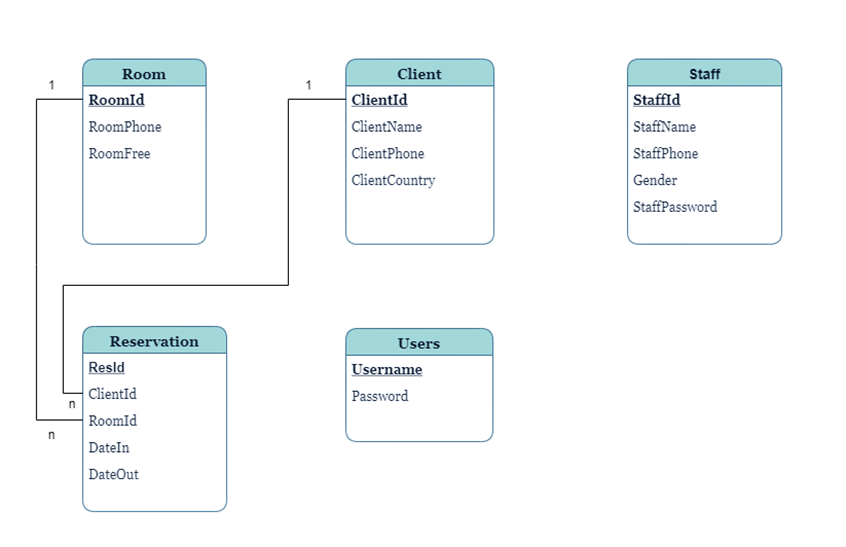 Room
1
RoomId
RoomPhone
RoomFree
Client
1
ClientId
ClientName
ClientPhone
ClientCountry
Staff
StaffId
StaffName
StaffPhone
Gender
StaffPassword
Reservation
ResId
ClientId
n
RoomId
n
DateIn
DateOut
Users
Username
Password